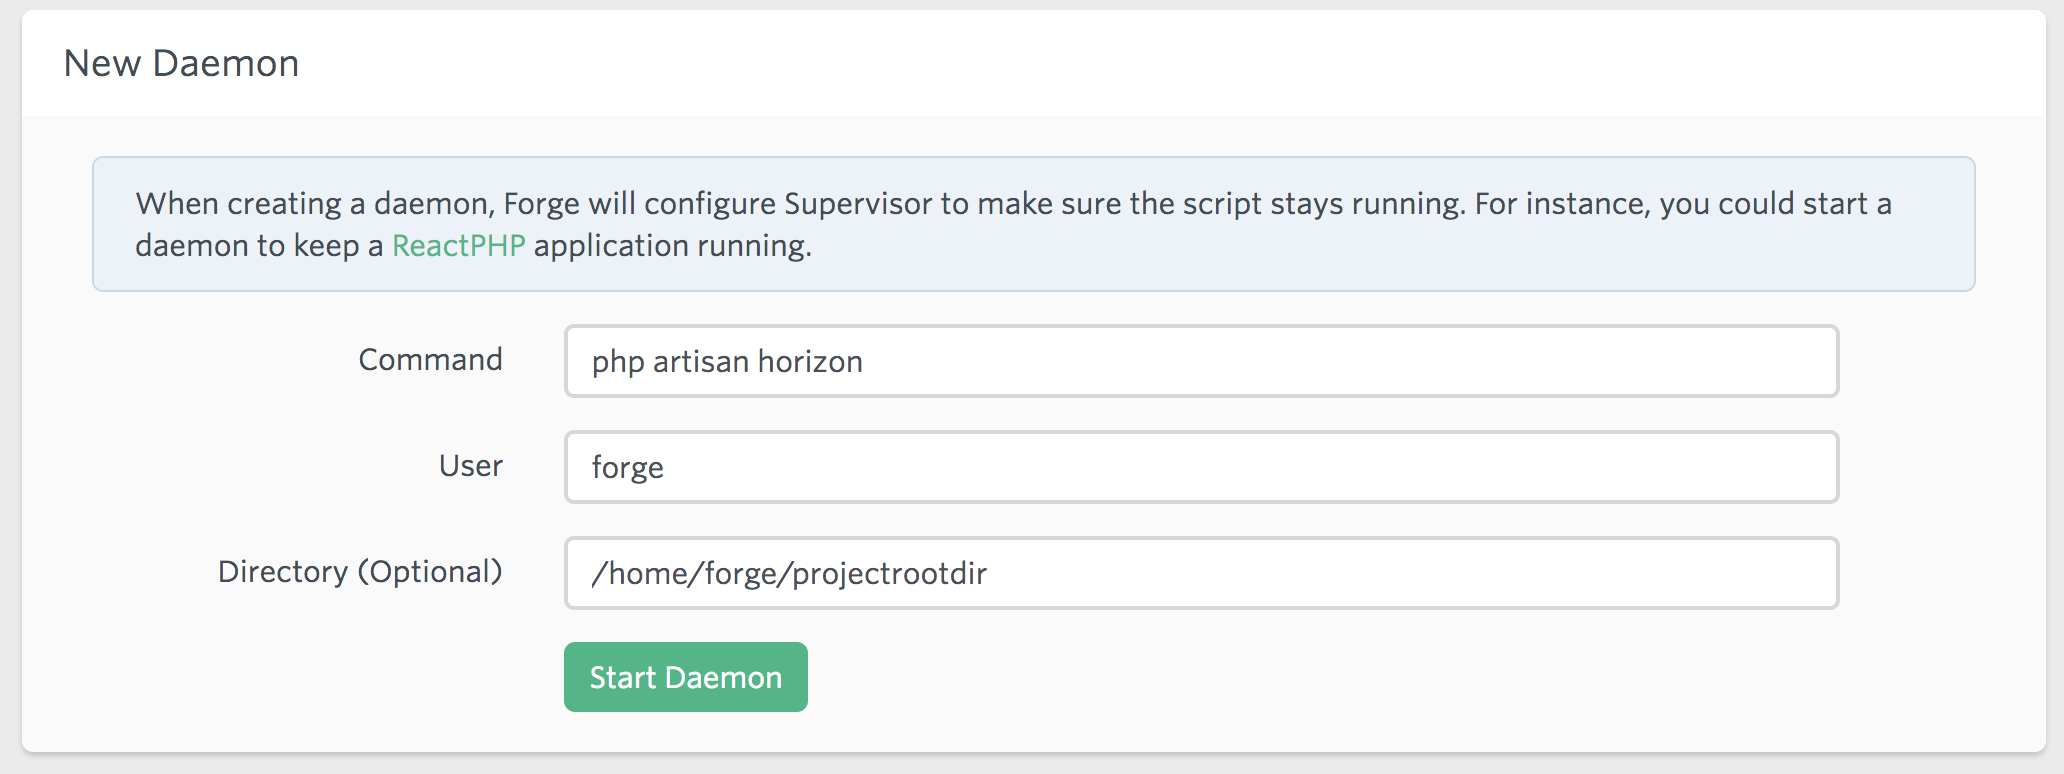 New Daemon
When creating a daemon, Forge will configure Supervisor to make sure the script stays running. For instance, you could start a
daemon to keep a ReactPHP application running.
Command
php artisan horizon
User
forge
Directory (Optional)
/home/forge/projectrootdir
Start Daemon